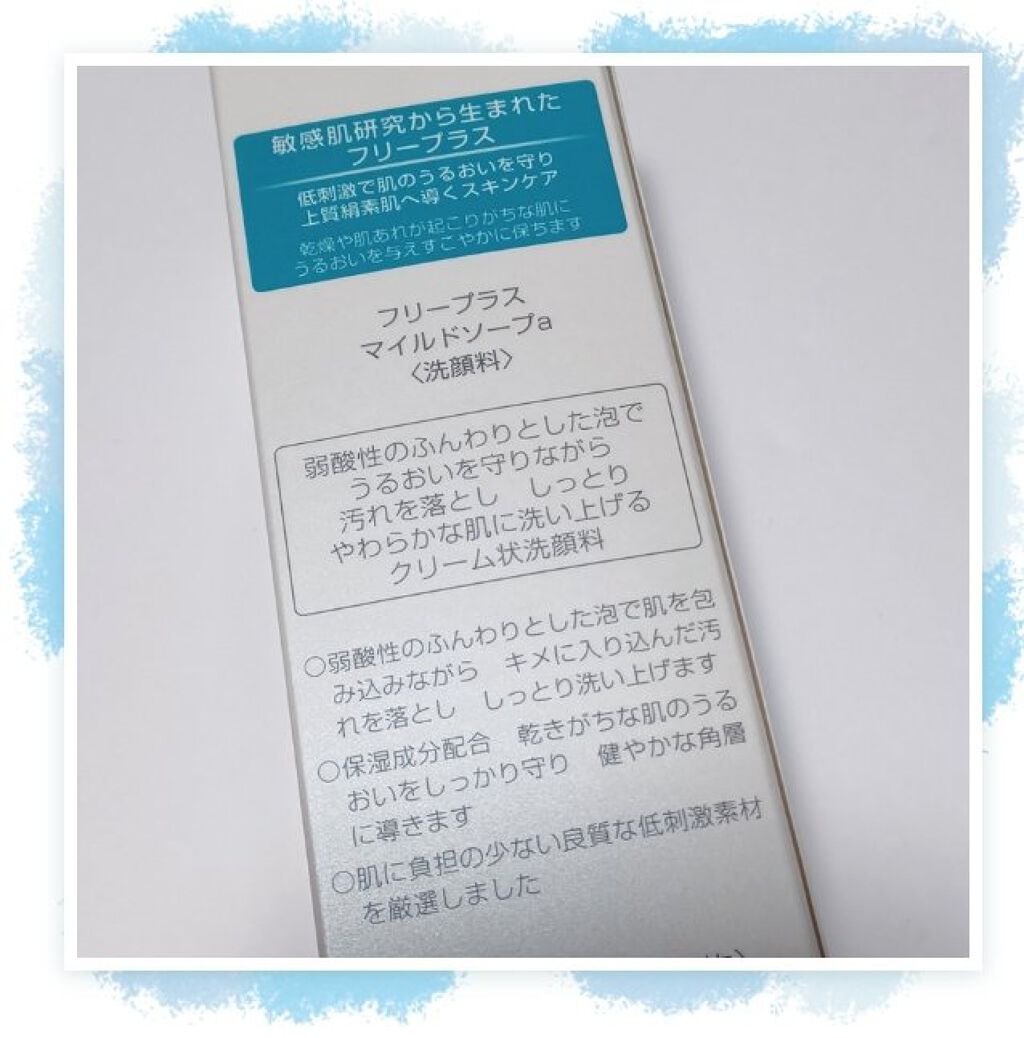 敏感肌研究から生まれた
フリープラス
低刺激で肌のうるおいを守り
上質絹素肌へ導くスキンケア
乾燥や肌あれが起こりがちな肌に
うるおいを与えすこやかに保ちます
フリープラス
マイルドソープa
〈洗顔料〉
弱酸性のふんわりとした泡で
うるおいを守りながら
汚れを落とし　しっとり
やわらかな肌に洗い上げる
クリーム状洗顔料
○弱酸性のふんわりとした泡で肌を包
み込みながら　キメに入り込んだ汚
れを落とし　しっとり洗い上げます
○保湿成分配合　乾きがちな肌のうる
おいをしっかり守り　健やかな角層
に導きます
○肌に負担の少ない良質な低刺激素材
を厳選しました